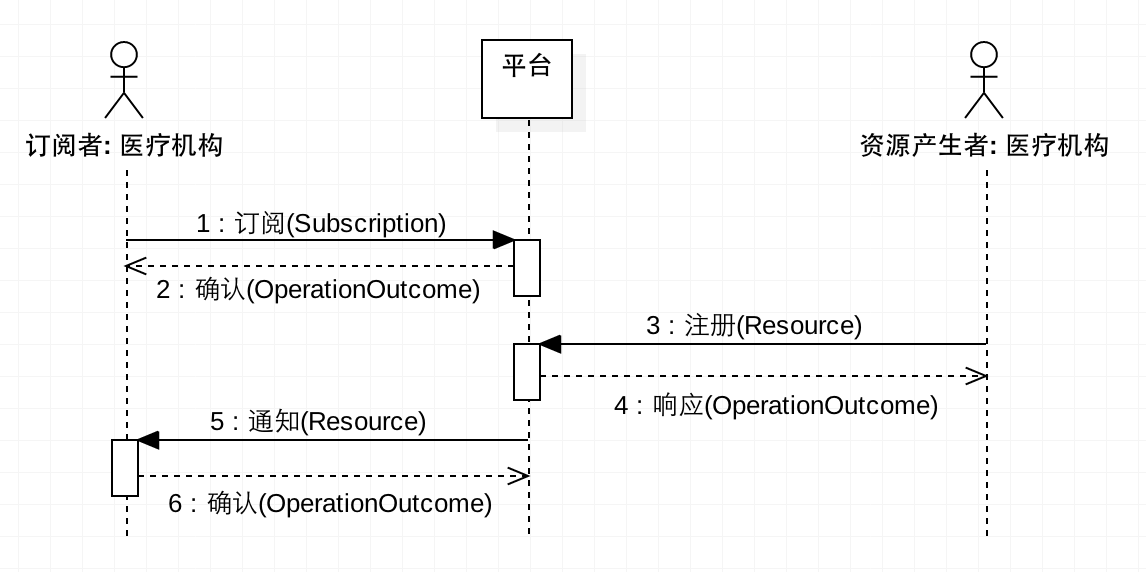 平台
订阅者: 医疗机构
资源产生者: 医疗机构
1 : 订阅(Subscription)
2 : 确认(OperationOutcome)
3 : 注册(Resource)
4 : 响应(OperationOutcome)
5 : 通知(Resource)
6 : 确认(OperationOutcome)